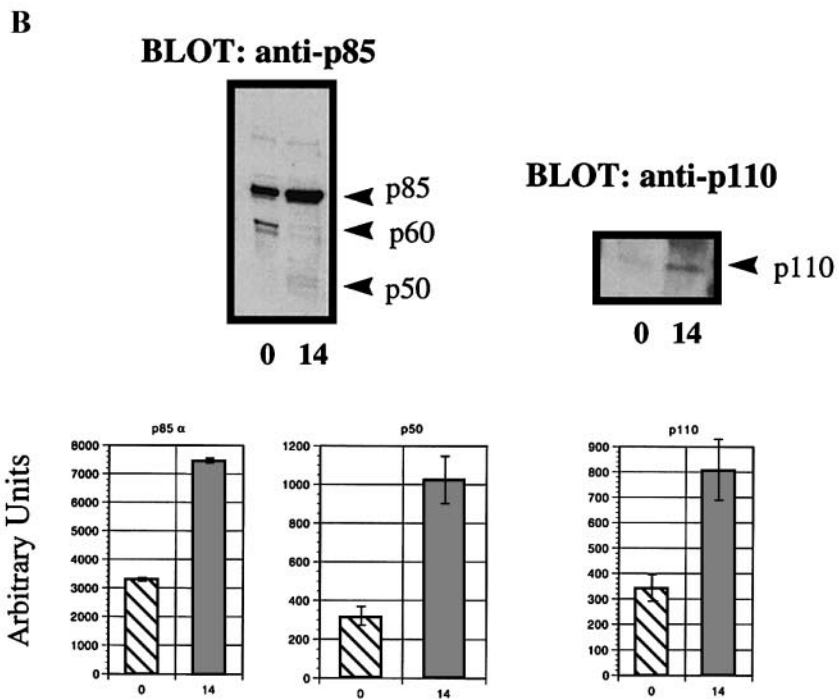 B
BLOT: anti-p85
p85
p60
p50
0 14
BLOT: anti-p110
p110
0 14
Arbitrary Units
p85 α
8000
7000
6000
5000
4000
3000
2000
1000
0
0 14
p50
1200
1000
800
600
400
200
0
0 14
p110
900
800
700
600
500
400
300
200
100
0
0 14